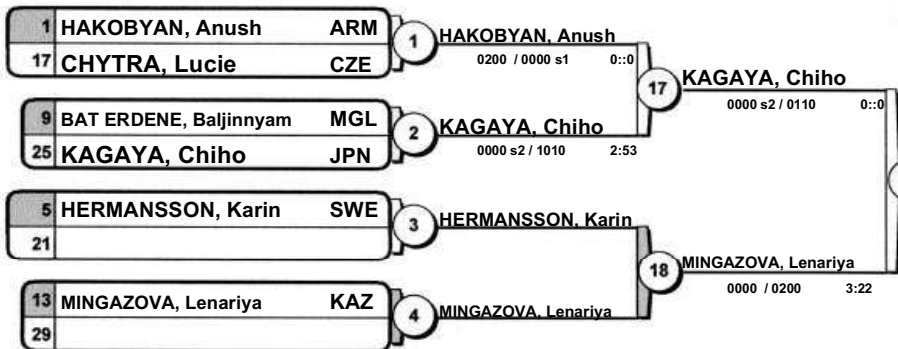 1 HAKOBYAN, Anush ARM
17 CHYTRA, Lucie CZE
1
HAKOBYAN, Anush
0200 / 0000 s1 0::0
9 BAT ERDENE, Baljinnyam MGL
25 KAGAYA, Chiho JPN
2
KAGAYA, Chiho
0000 s2 / 1010 2:53
17
KAGAYA, Chiho
0000 s2 / 0110 0::0
5 HERMANSSON, Karin SWE
21
3
HERMANSSON, Karin
13 MINGAZOVA, Lenariya KAZ
29
4
MINGAZOVA, Lenariya
18
MINGAZOVA, Lenariya
0000 / 0200 3:22